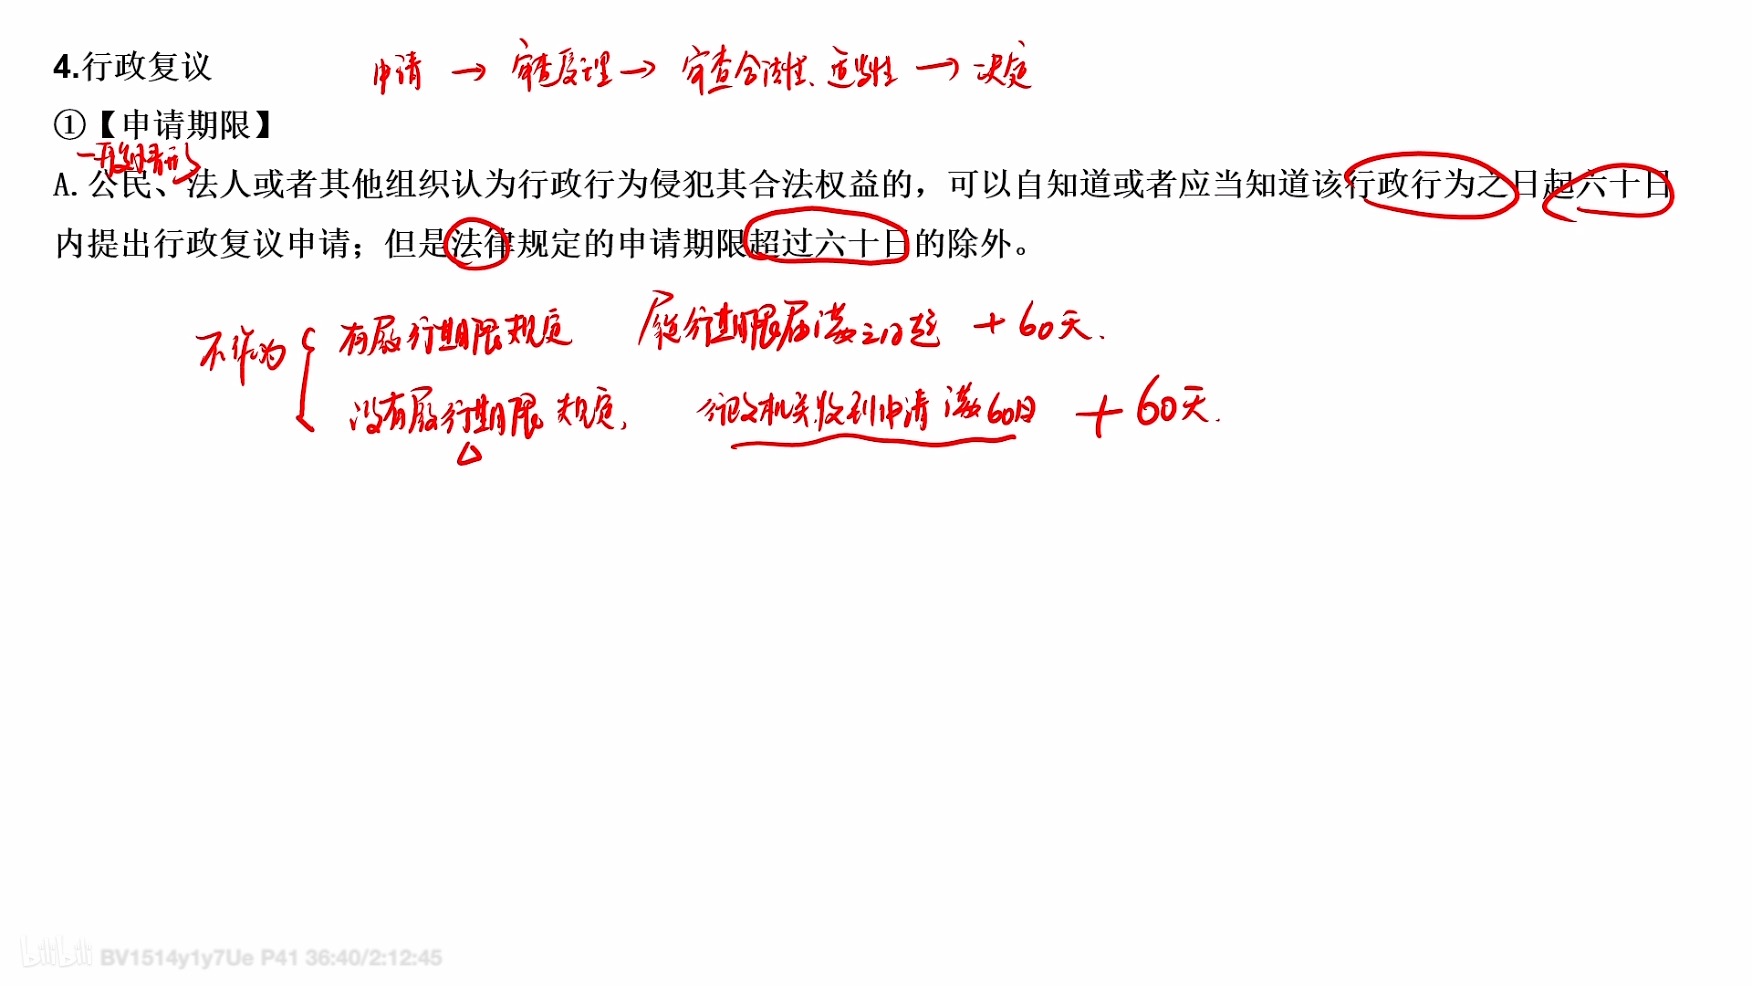 4.行政复议 申请 → 审查受理 → 审查合法性、适当性 → 决定
①【申请期限】
一般情形
A. 公民、法人或者其他组织认为行政行为侵犯其合法权益的，可以自知道或者应当知道该行政行为之日起六十日
内提出行政复议申请；但是法律规定的申请期限超过六十日的除外。
不作为 { 有履行期限规定 履行期限届满之日起 + 60天.
没有履行期限规定, 行政机关收到申请满60日 + 60天.
bilibili BV1514y1y7Ue P41 36:40/2:12:45